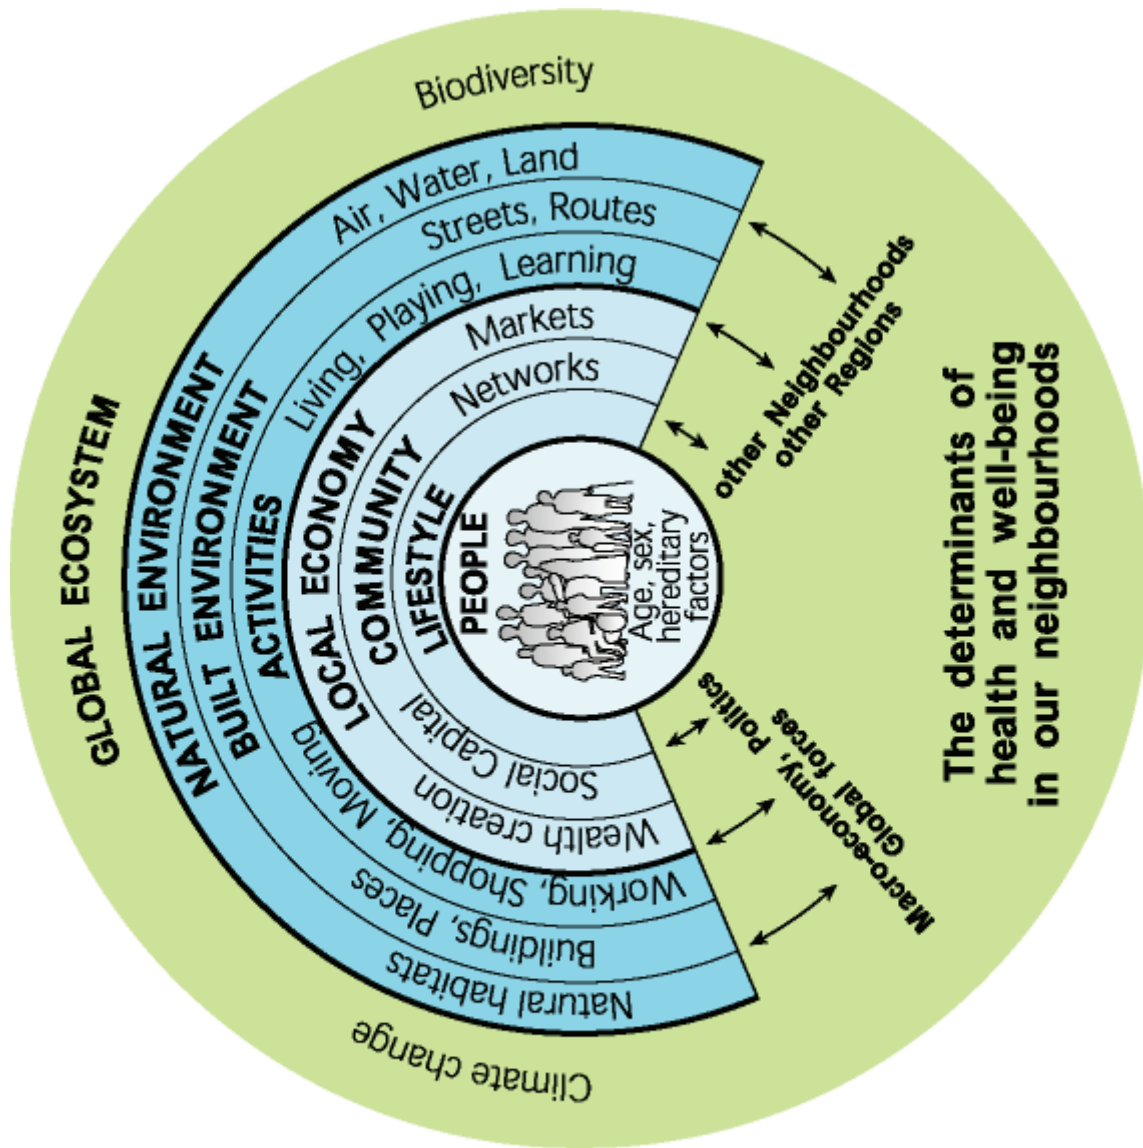 GLOBAL ECOSYSTEM
Climate change
Biodiversity
NATURAL ENVIRONMENT
Natural habitats
Air, Water, Land
BUILT ENVIRONMENT
Buildings, Places
Streets, Routes
ACTIVITIES
Working, Shopping, Moving
Living, Playing, Learning
LOCAL ECONOMY
Wealth creation
Markets
COMMUNITY
Social Capital
Networks
LIFESTYLE
PEOPLE
Age, sex,
hereditary
factors
Macro-economy, Politics
Global forces
other Neighbourhoods
other Regions
The determinants of
health and well-being
in our neighbourhoods